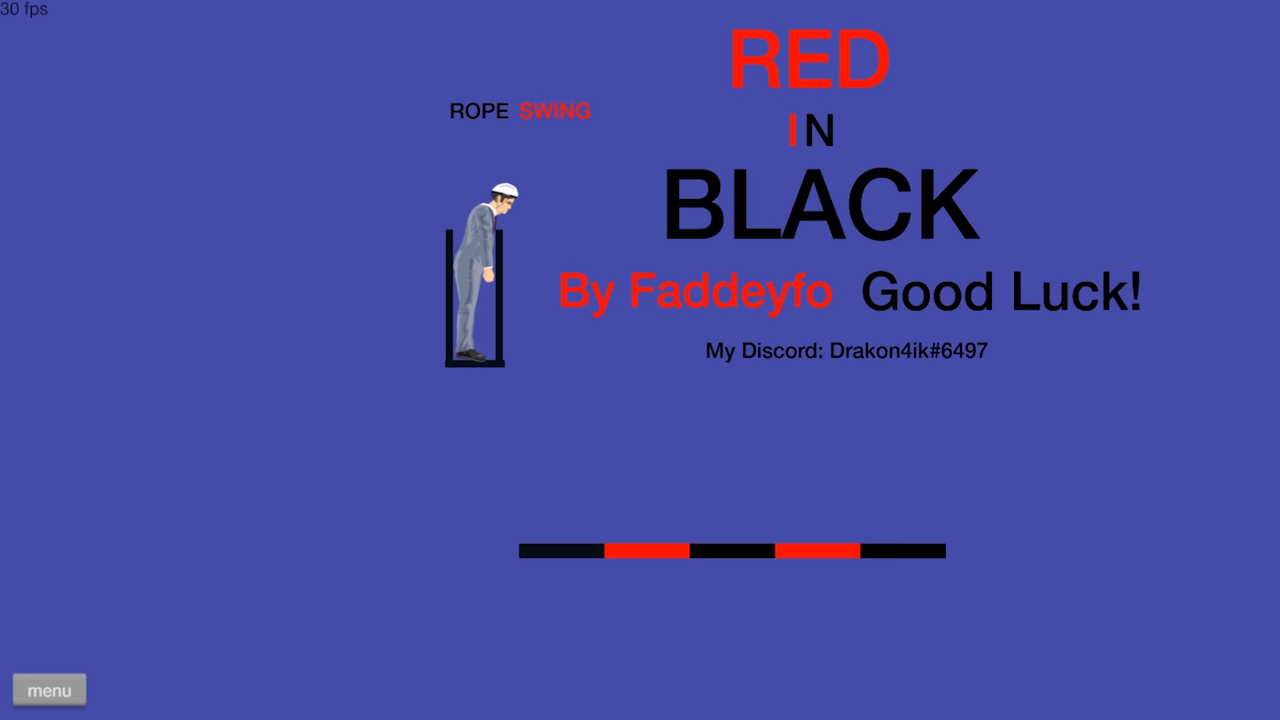 30 fps
RED
ROPE SWING
IN
BLACK
By Faddeyfo Good Luck!
My Discord: Drakon4ik#6497
menu